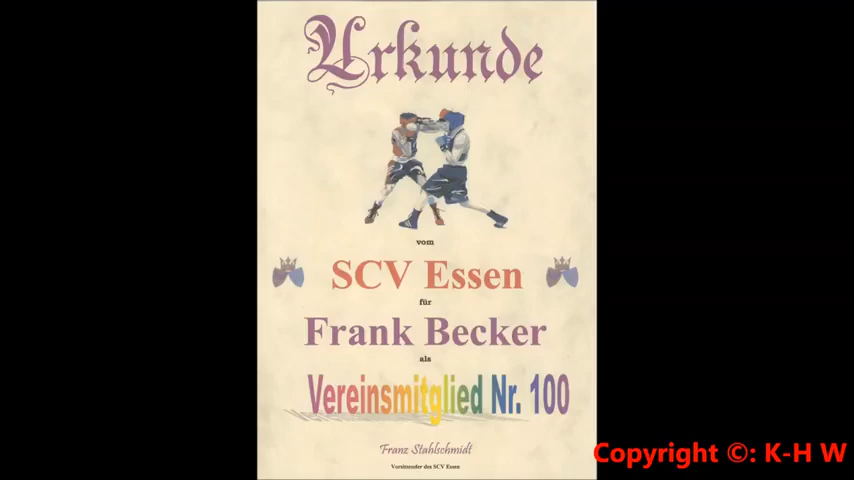 Urkunde
vom
SCV Essen
für
Frank Becker
als
Vereinsmitglied Nr. 100
Franz Stahlschmidt
Vorsitzender des SCV Essen
Copyright ©: K-H W